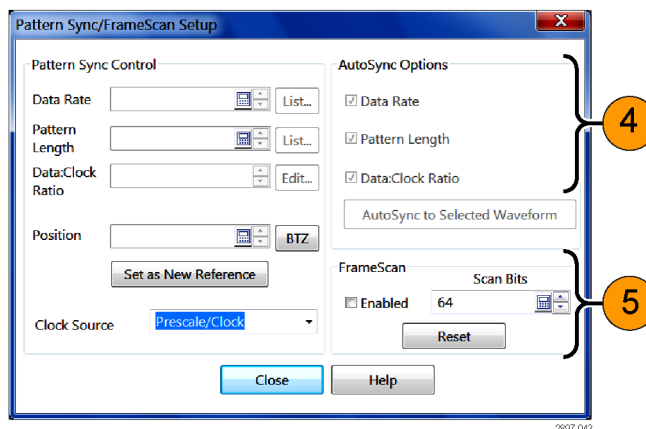 Pattern Sync/FrameScan Setup
X
Pattern Sync Control
Data Rate
List...
Pattern
Length
List...
Data:Clock
Ratio
Edit...
Position
BTZ
Set as New Reference
Clock Source
Prescale/Clock
AutoSync Options
Data Rate
Pattern Length
Data:Clock Ratio
AutoSync to Selected Waveform
4
FrameScan
Scan Bits
Enabled
64
Reset
5
Close
Help
2897-043